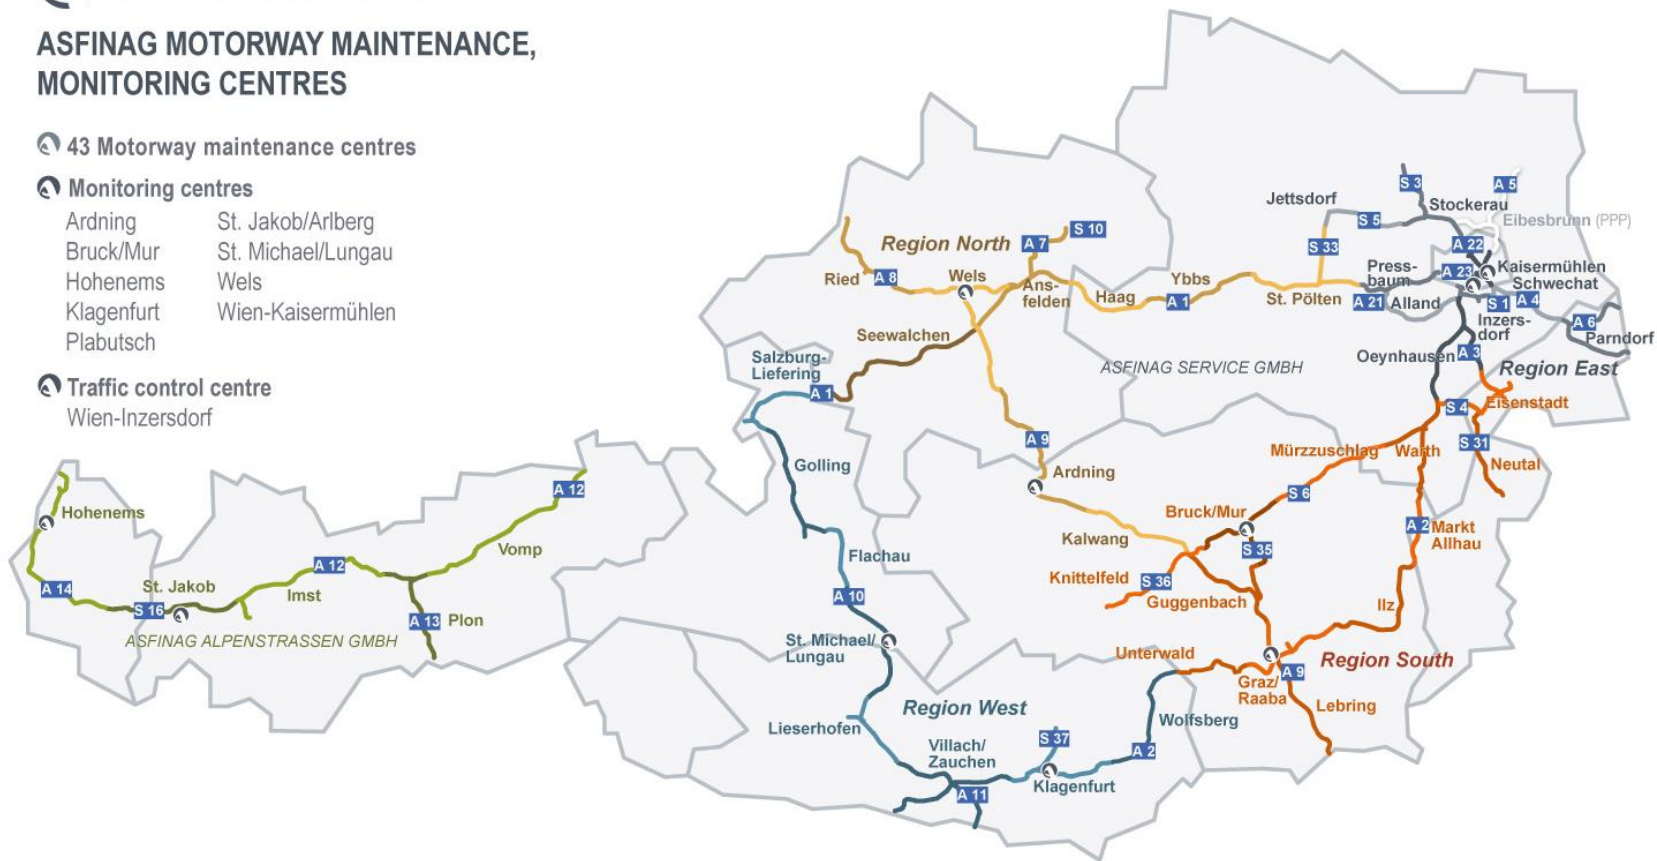 ASFINAG MOTORWAY MAINTENANCE,
MONITORING CENTRES
43 Motorway maintenance centres
Monitoring centres
Ardning
Bruck/Mur
Hohenems
Klagenfurt
Plabutsch
St. Jakob/Arlberg
St. Michael/Lungau
Wels
Wien-Kaisermühlen
Traffic control centre
Wien-Inzersdorf
Hohenems
A 14
S 16
St. Jakob
ASFINAG ALPENSTRASSEN GMBH
Imst
A 12
A 13
Plon
Vomp
A 12
Region North
A 7
S 10
Ried
A 8
Wels
Ans-
felden
Haag
A 1
Ybbs
St. Pölten
S 33
Jettsdorf
S 5
S 3
Stockerau
A 5
Eibesbrunn (PPP)
A 22
A 23
Kaisermühlen
Schwechat
Press-
baum
A 21
Alland
S 1
A 4
Inzers-
dorf
A 6
Parndorf
Oeynhausen
A 3
Region East
Seewalchen
Salzburg-
Liefering
A 1
ASFINAG SERVICE GMBH
S 4
Eisenstadt
S 31
Neutal
Mürzzuschlag
Warth
S 6
A 9
Ardning
Golling
Bruck/Mur
A 2
Markt
Allhau
Kalwang
S 35
Flachau
Knittelfeld
S 36
Guggenbach
Ilz
A 10
St. Michael/
Lungau
Unterwald
Region South
Graz/
Raaba
A 9
Lebring
Region West
Lieserhofen
Wolfsberg
Villach/
Zauchen
S 37
A 2
Klagenfurt
A 11